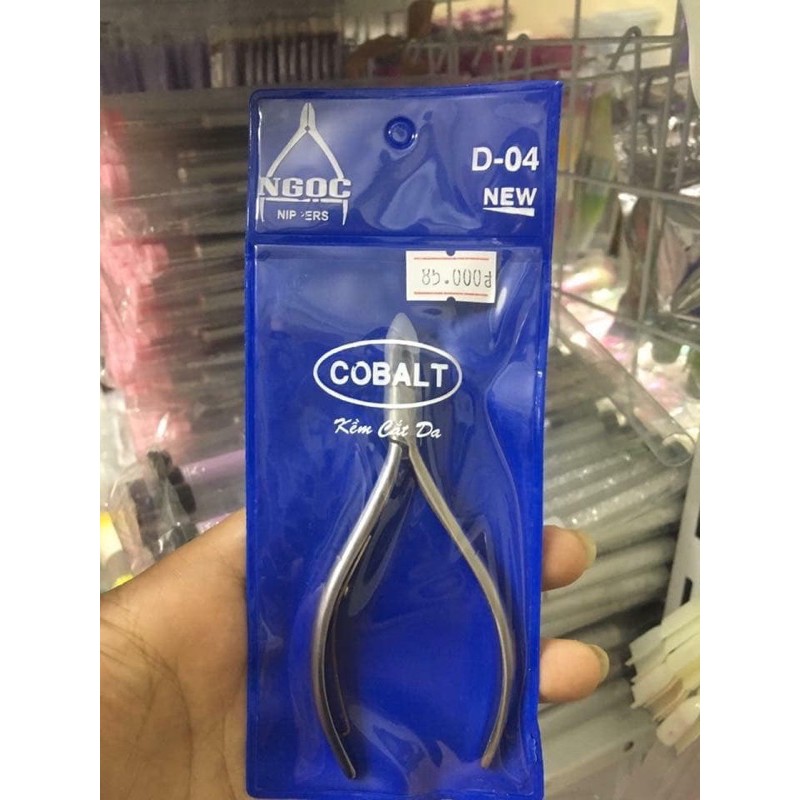 D-04
NGOC
NEW
NIPPERS
85.000đ
COBALT
Kềm Cắt Da